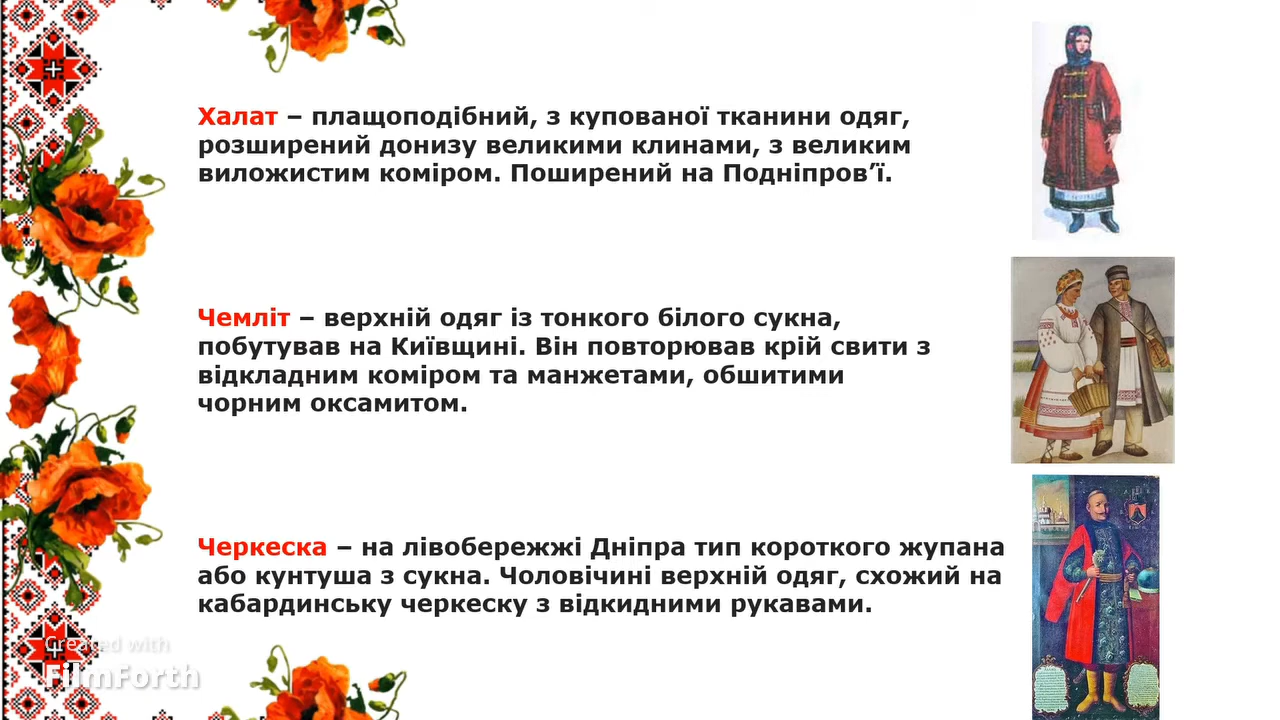 Халат – плащоподібний, з купованої тканини одяг,
розширений донизу великими клинами, з великим
виложистим коміром. Поширений на Подніпров’ї.
Чемліт – верхній одяг із тонкого білого сукна,
побутував на Київщині. Він повторював крій свити з
відкладним коміром та манжетами, обшитими
чорним оксамитом.
Черкеска – на лівобережжі Дніпра тип короткого жупана
або кунтуша з сукна. Чоловічині верхній одяг, схожий на
кабардинську черкеску з відкидними рукавами.
Created with
FilmForth